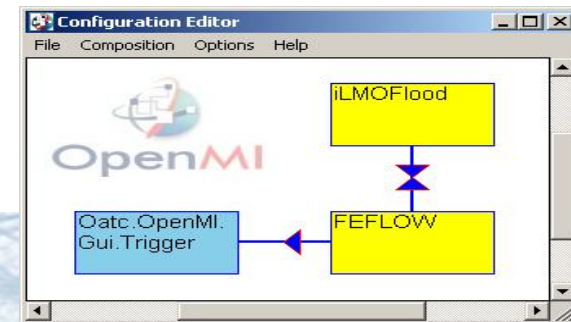 Configuration Editor
File Composition Options Help
OpenMI
iLMOFlood
Oatc.OpenMI.
Gui.Trigger
FEFLOW